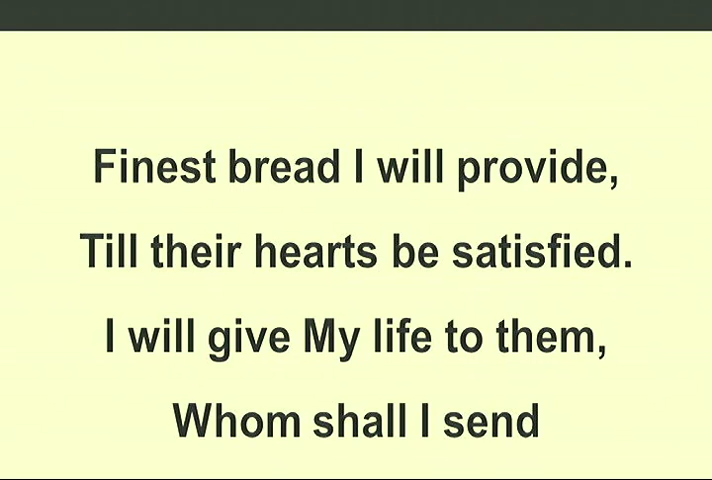 Finest bread I will provide,
Till their hearts be satisfied.
I will give My life to them,
Whom shall I send